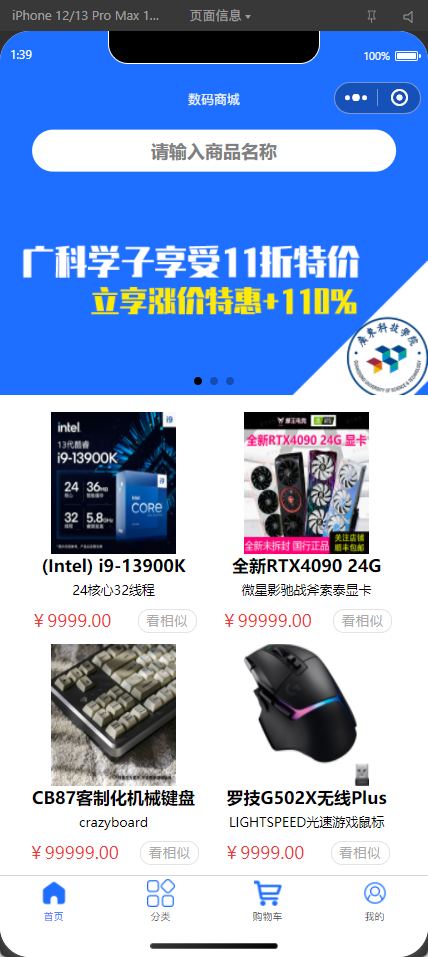 iPhone 12/13 Pro Max 1... 页面信息
1:39 100%
数码商城
请输入商品名称
广科学子享受11折特价
立享涨价特惠+110%
广东科技学院
GUANGDONG UNIVERSITY OF SCIENCE & TECHNOLOGY
intel.
i9
13代酷睿
i9-13900K
24 36MB
32 5.8GHz
intel
CORE
i9
全新RTX4090 24G 显卡
全新未拆封 国行正品
关注店铺
顺丰包邮
(Intel) i9-13900K
全新RTX4090 24G
24核心32线程
微星影驰战斧索泰显卡
¥9999.00 看相似
¥99999.00 看相似
CB87客制化机械键盘
罗技G502X无线Plus
crazyboard
LIGHTSPEED光速游戏鼠标
¥99999.00 看相似
¥9999.00 看相似
首页 分类 购物车 我的